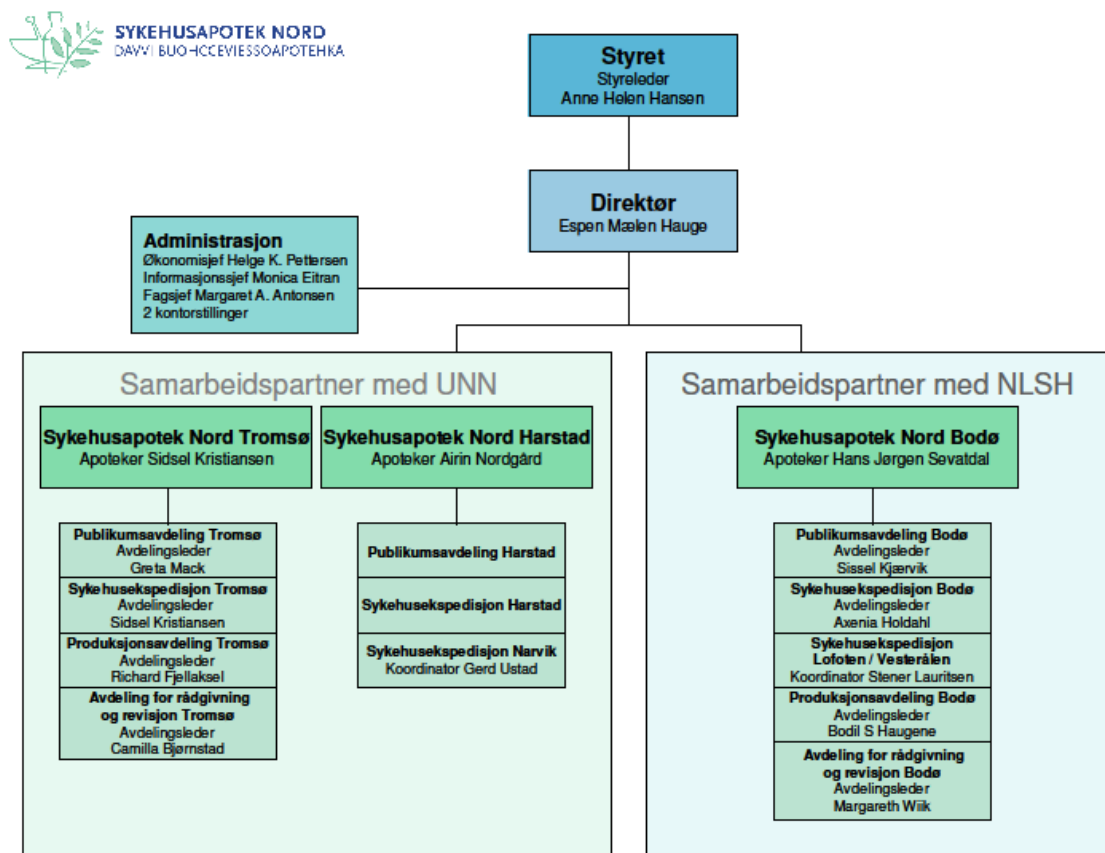 SYKEHUSAPOTEK NORD
DAVVI BUOHCCEVIESSOAPOTEHKA
Styret
Styreleder
Anne Helen Hansen
Direktør
Espen Mælen Hauge
Administrasjon
Økonomisjef Helge K. Pettersen
Informasjonssjef Monica Eitran
Fagsjef Margaret A. Antonsen
2 kontorstillinger
Samarbeidspartner med UNN
Sykehusapotek Nord Tromsø
Apoteker Sidsel Kristiansen
Publikumsavdeling Tromsø
Avdelingsleder
Greta Mack
Sykehusekspedisjon Tromsø
Avdelingsleder
Sidsel Kristiansen
Produksjonsavdeling Tromsø
Avdelingsleder
Richard Fjellaksel
Avdeling for rådgivning
og revisjon Tromsø
Avdelingsleder
Camilla Bjørnstad
Sykehusapotek Nord Harstad
Apoteker Airin Nordgård
Publikumsavdeling Harstad
Sykehusekspedisjon Harstad
Sykehusekspedisjon Narvik
Koordinator Gerd Ustad
Samarbeidspartner med NLSH
Sykehusapotek Nord Bodø
Apoteker Hans Jørgen Sevatdal
Publikumsavdeling Bodø
Avdelingsleder
Sissel Kjærvik
Sykehusekspedisjon Bodø
Avdelingsleder
Axenia Holdahl
Sykehusekspedisjon
Lofoten / Vesterålen
Koordinator Stener Lauritsen
Produksjonsavdeling Bodø
Avdelingsleder
Bodil S Haugene
Avdeling for rådgivning
og revisjon Bodø
Avdelingsleder
Margareth Wiik